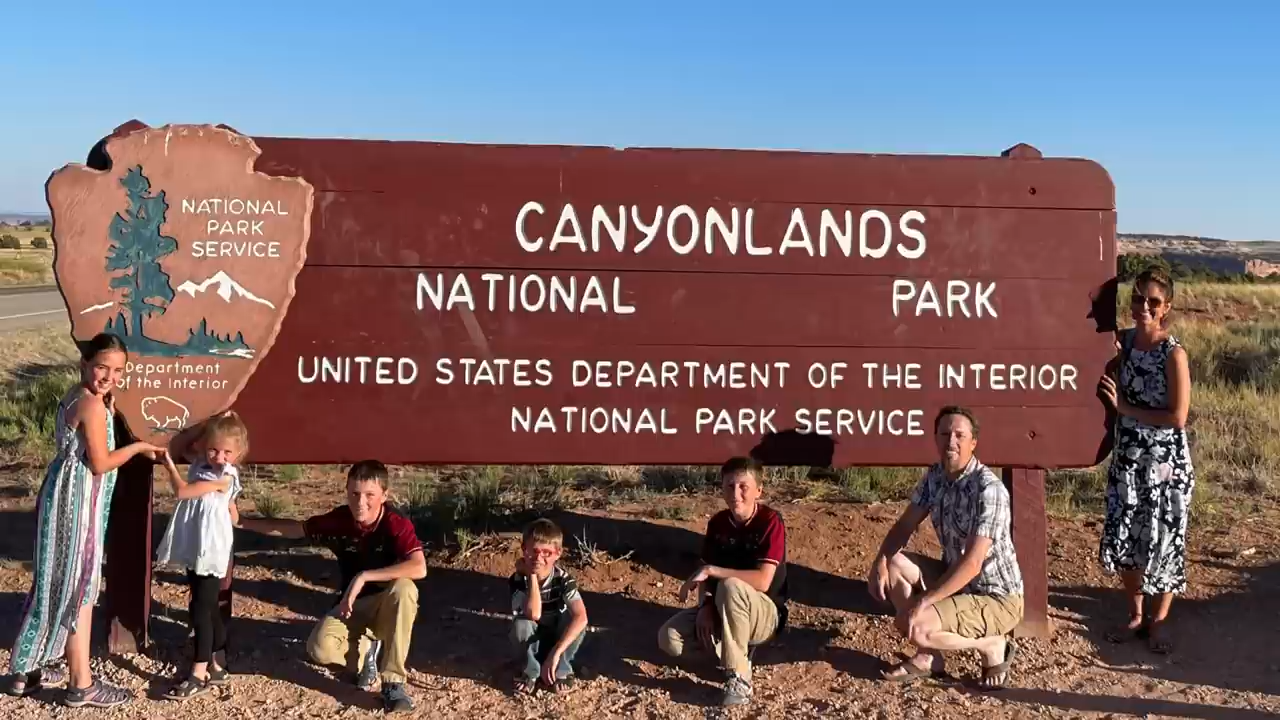 NATIONAL
PARK
SERVICE
Department
of the Interior
CANYONLANDS
NATIONAL PARK
UNITED STATES DEPARTMENT OF THE INTERIOR
NATIONAL PARK SERVICE